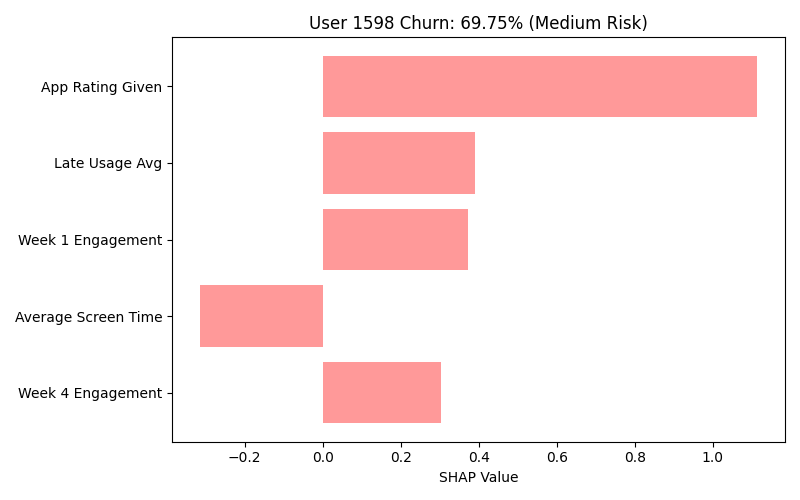 User 1598 Churn: 69.75% (Medium Risk)
App Rating Given
Late Usage Avg
Week 1 Engagement
Average Screen Time
Week 4 Engagement
−0.2 0.0 0.2 0.4 0.6 0.8 1.0
SHAP Value